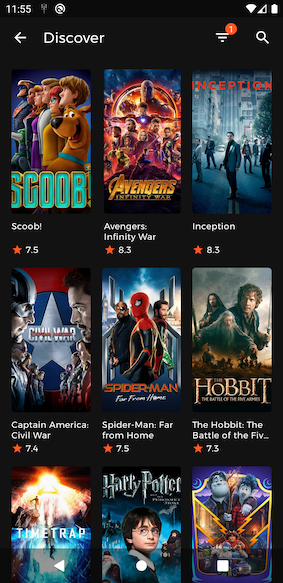 11:55
Discover
1
SCOOB!
AVENGERS
INFINITY WAR
INCEPTION
Scoob!
Avengers:
Infinity War
Inception
7.5
8.3
8.3
CIVIL WAR
SPIDER-MAN
Far From Home
THE
HOBBIT
THE BATTLE OF THE FIVE ARMIES
Captain America:
Civil War
Spider-Man: Far
from Home
The Hobbit: The
Battle of the Fiv...
7.4
7.5
7.3
TIME TRAP
Harry Potter